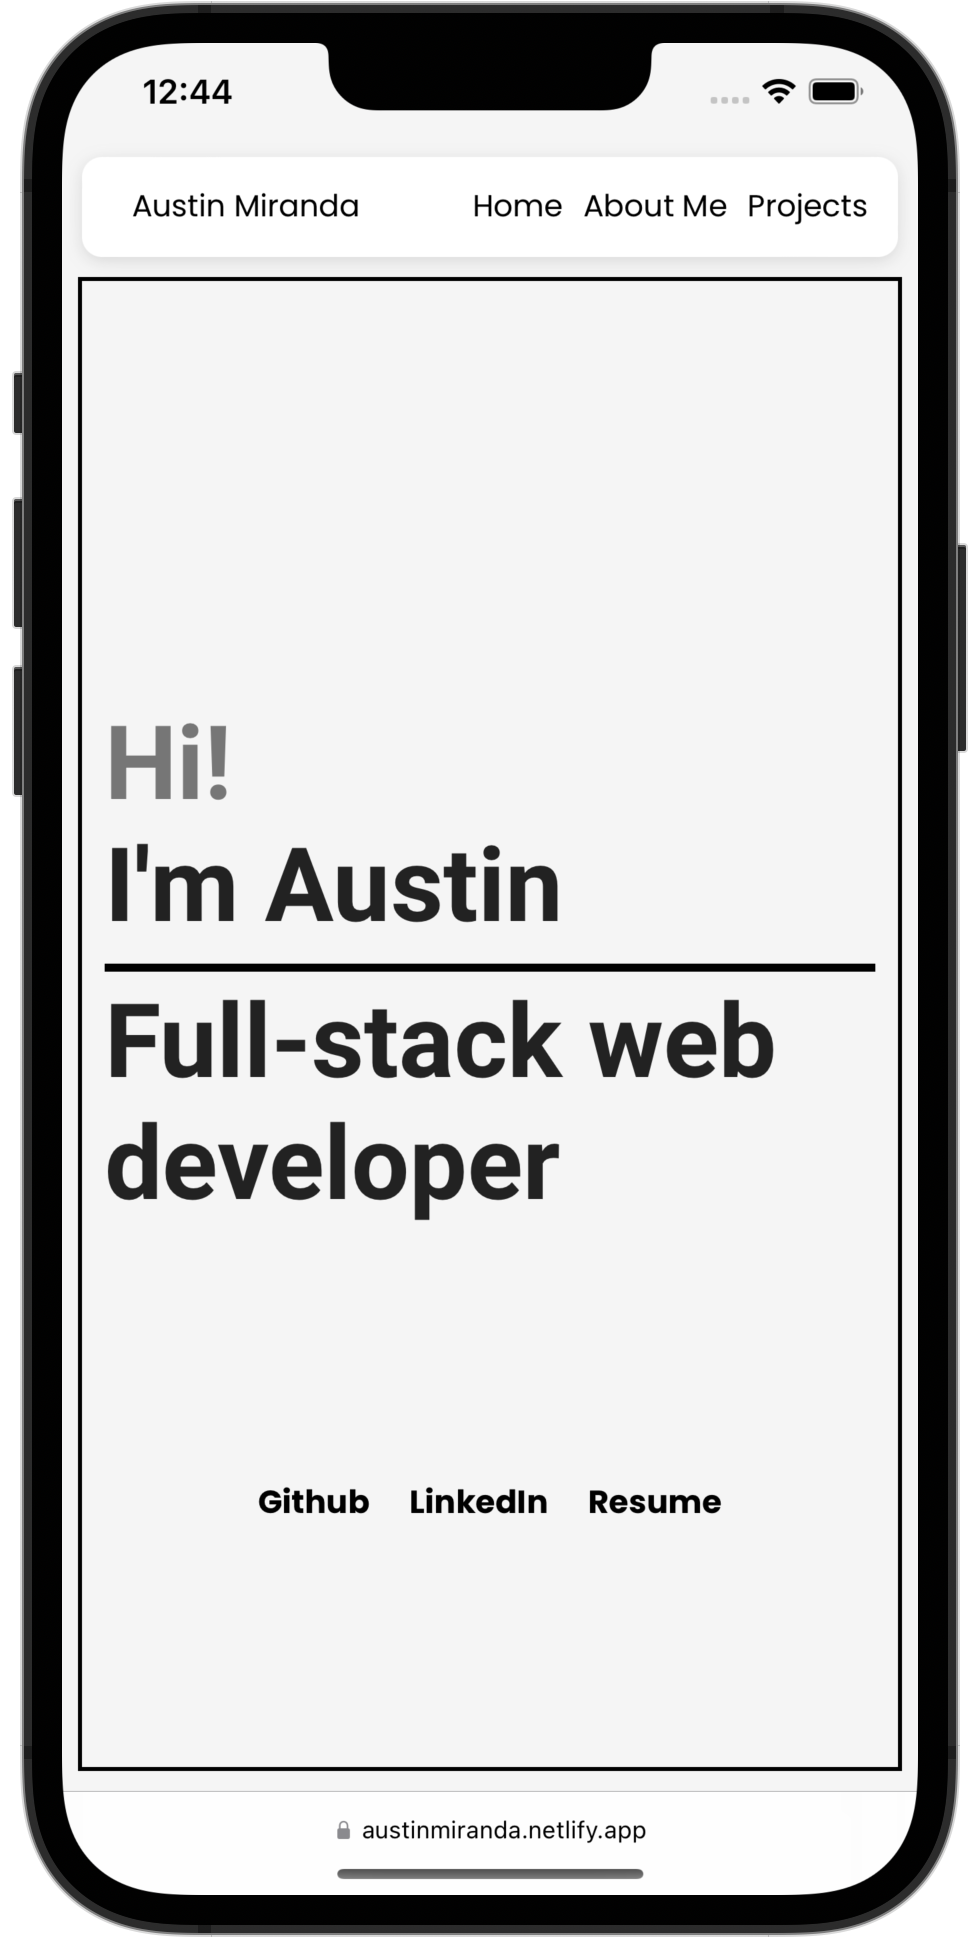 12:44
Austin Miranda Home About Me Projects
Hi!
I'm Austin
Full-stack web
developer
Github LinkedIn Resume
austinmiranda.netlify.app